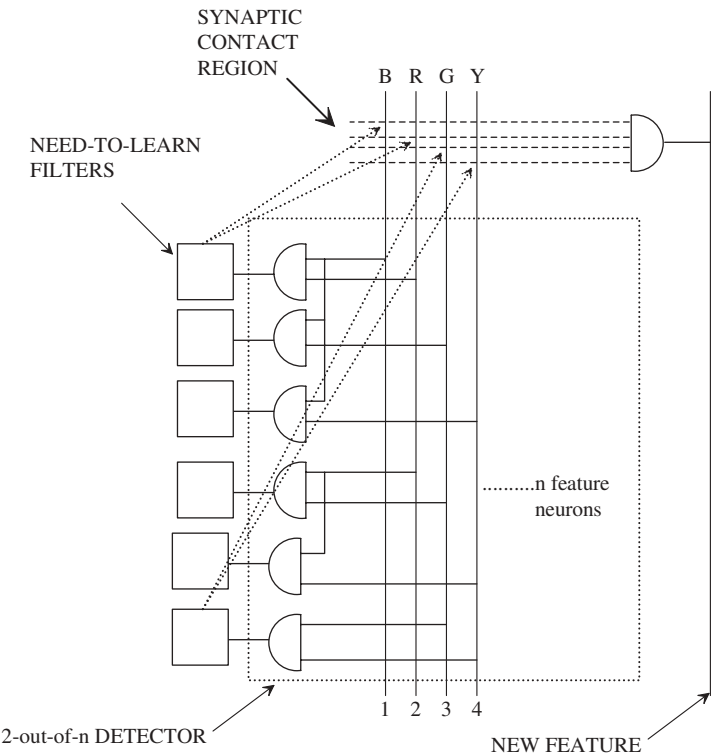 SYNAPTIC
CONTACT
REGION
B R G Y
NEED-TO-LEARN
FILTERS
..........n feature
neurons
1 2 3 4
2-out-of-n DETECTOR
NEW FEATURE